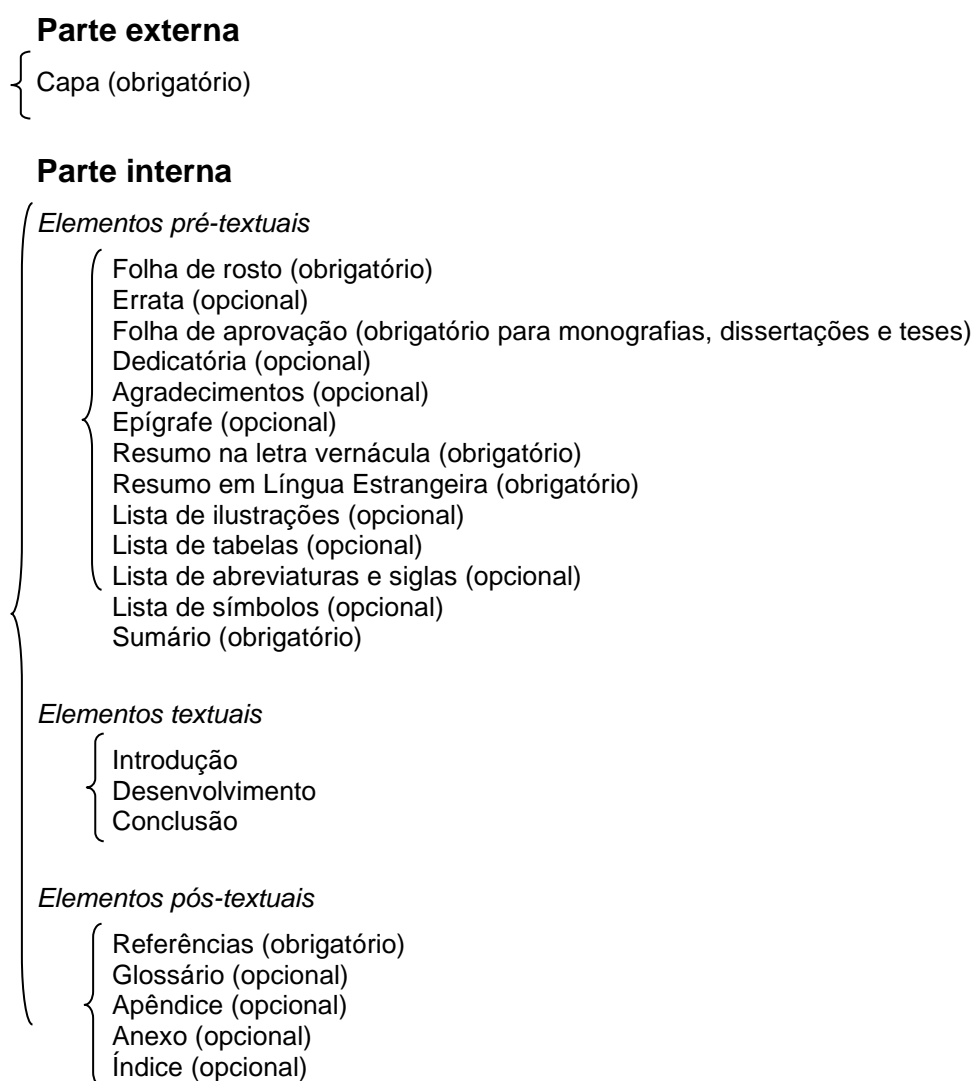 Parte externa
Capa (obrigatório)
Parte interna
Elementos pré-textuais
Folha de rosto (obrigatório)
Errata (opcional)
Folha de aprovação (obrigatório para monografias, dissertações e teses)
Dedicatória (opcional)
Agradecimentos (opcional)
Epígrafe (opcional)
Resumo na letra vernácula (obrigatório)
Resumo em Língua Estrangeira (obrigatório)
Lista de ilustrações (opcional)
Lista de tabelas (opcional)
Lista de abreviaturas e siglas (opcional)
Lista de símbolos (opcional)
Sumário (obrigatório)
Elementos textuais
Introdução
Desenvolvimento
Conclusão
Elementos pós-textuais
Referências (obrigatório)
Glossário (opcional)
Apêndice (opcional)
Anexo (opcional)
Índice (opcional)